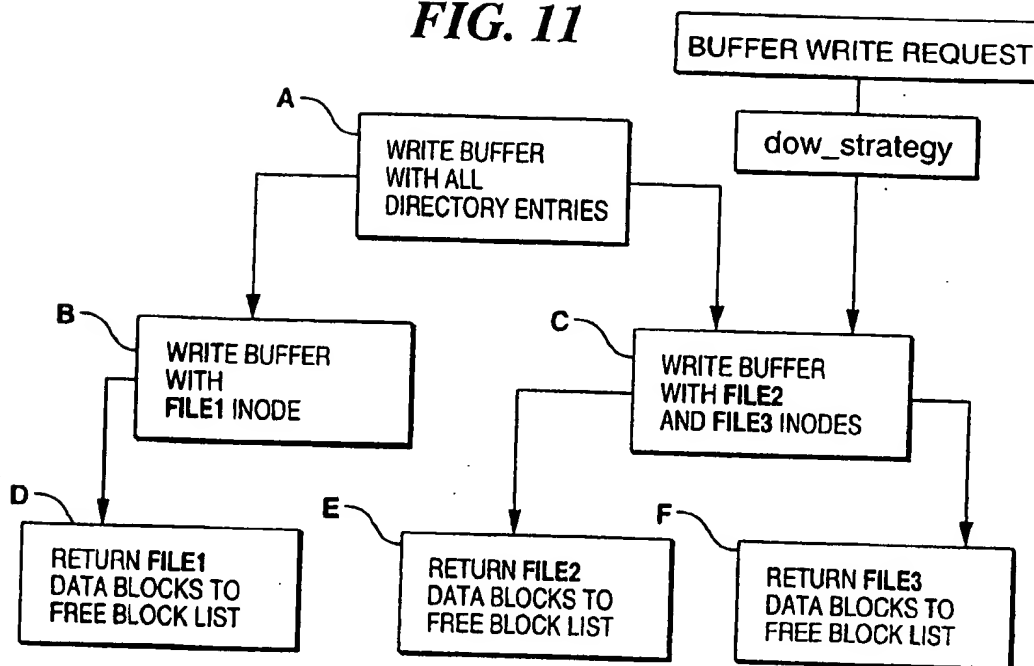 FIG. 11
BUFFER WRITE REQUEST
dow_strategy
A
WRITE BUFFER
WITH ALL
DIRECTORY ENTRIES
B
WRITE BUFFER
WITH
FILE1 INODE
C
WRITE BUFFER
WITH FILE2
AND FILE3 INODES
D
RETURN FILE1
DATA BLOCKS TO
FREE BLOCK LIST
E
RETURN FILE2
DATA BLOCKS TO
FREE BLOCK LIST
F
RETURN FILE3
DATA BLOCKS TO
FREE BLOCK LIST